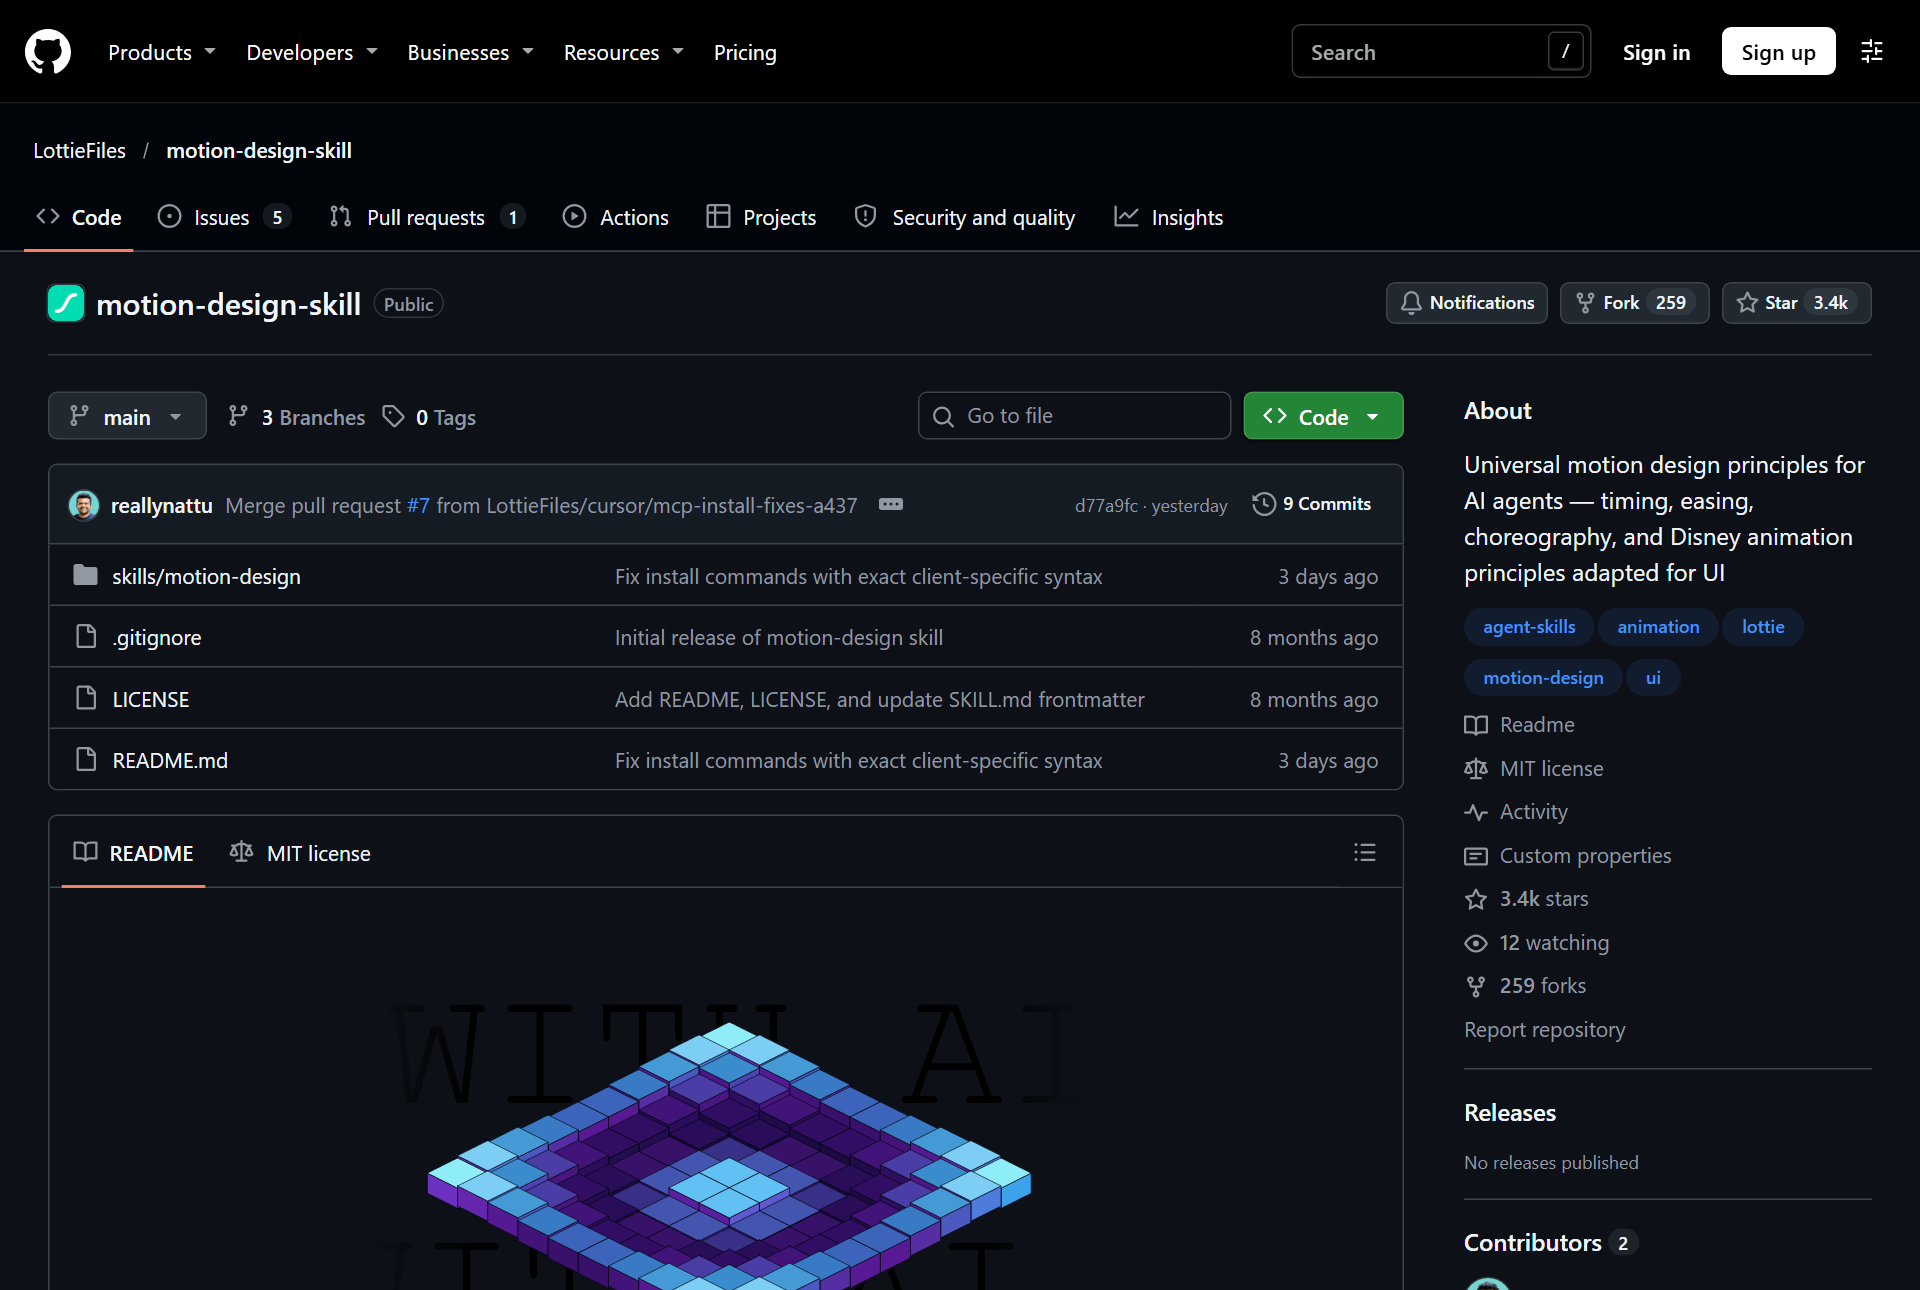 Products
Developers
Businesses
Resources
Pricing
Search
/
Sign in
Sign up
LottieFiles / motion-design-skill
Code
Issues 5
Pull requests 1
Actions
Projects
Security and quality
Insights
motion-design-skill Public
Notifications
Fork 259
Star 3.4k
main
3 Branches
0 Tags
Go to file
Code
reallynattu Merge pull request #7 from LottieFiles/cursor/mcp-install-fixes-a437
d77a9fc · yesterday
9 Commits
skills/motion-design
Fix install commands with exact client-specific syntax
3 days ago
.gitignore
Initial release of motion-design skill
8 months ago
LICENSE
Add README, LICENSE, and update SKILL.md frontmatter
8 months ago
README.md
Fix install commands with exact client-specific syntax
3 days ago
README
MIT license
WITH AI
About
Universal motion design principles for
AI agents — timing, easing,
choreography, and Disney animation
principles adapted for UI
agent-skills
animation
lottie
motion-design
ui
Readme
MIT license
Activity
Custom properties
3.4k stars
12 watching
259 forks
Report repository
Releases
No releases published
Contributors 2